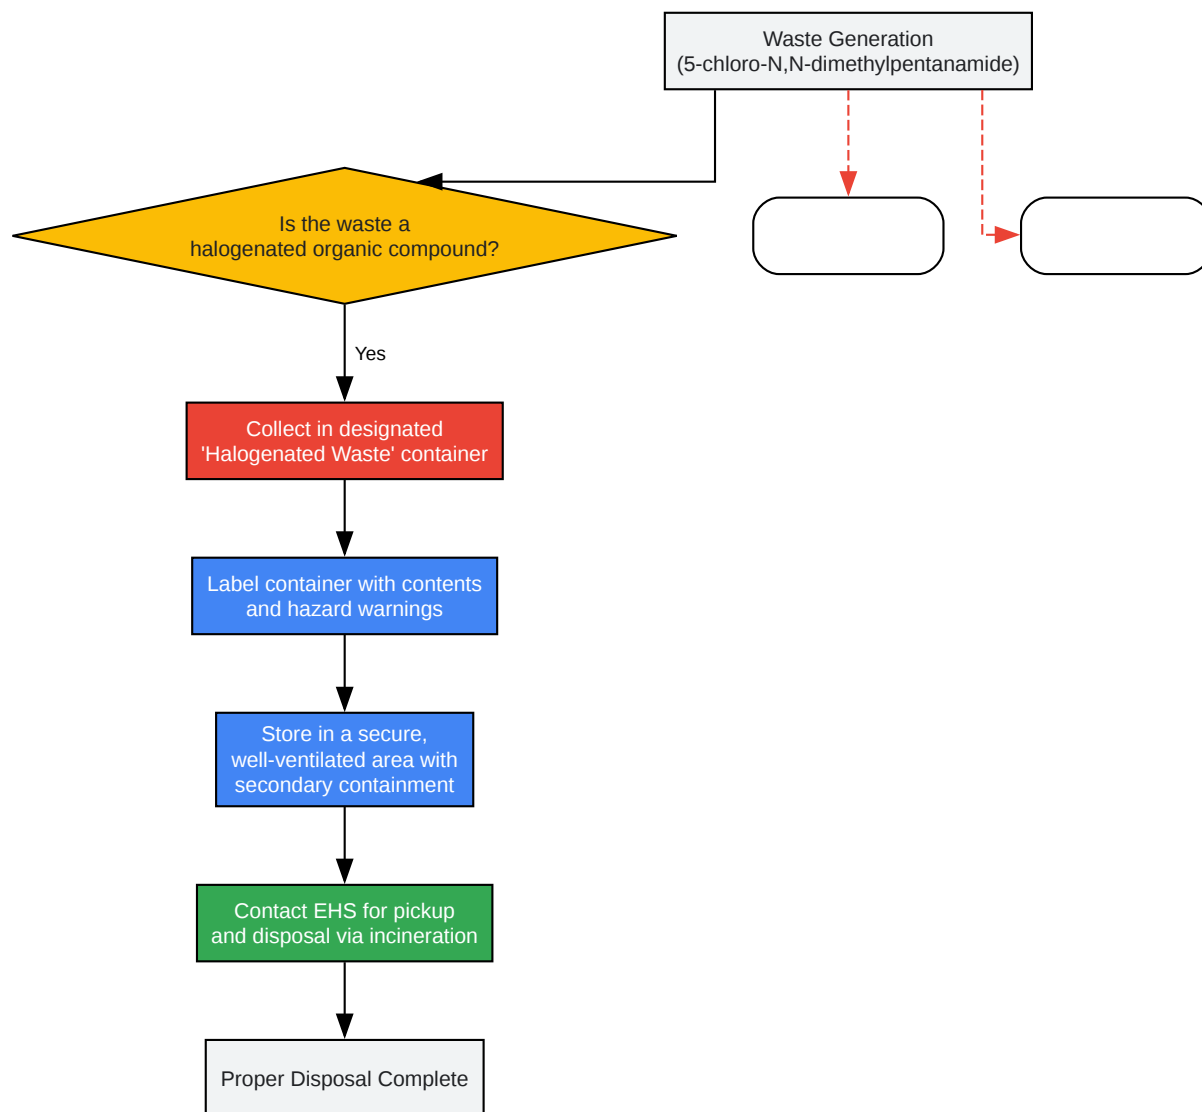 Waste Generation
(5-chloro-N,N-dimethylpentanamide)
Is the waste a
halogenated organic compound?
Yes
Collect in designated
'Halogenated Waste' container
Label container with contents
and hazard warnings
Store in a secure,
well-ventilated area with
secondary containment
Contact EHS for pickup
and disposal via incineration
Proper Disposal Complete